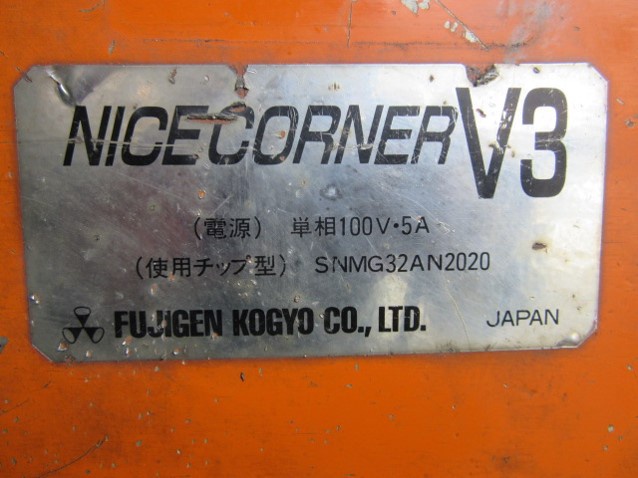 NICECORNER V3
(電源) 単相100V・5A
(使用チップ型) SNMG32AN2020
FUJIGEN KOGYO CO., LTD. JAPAN